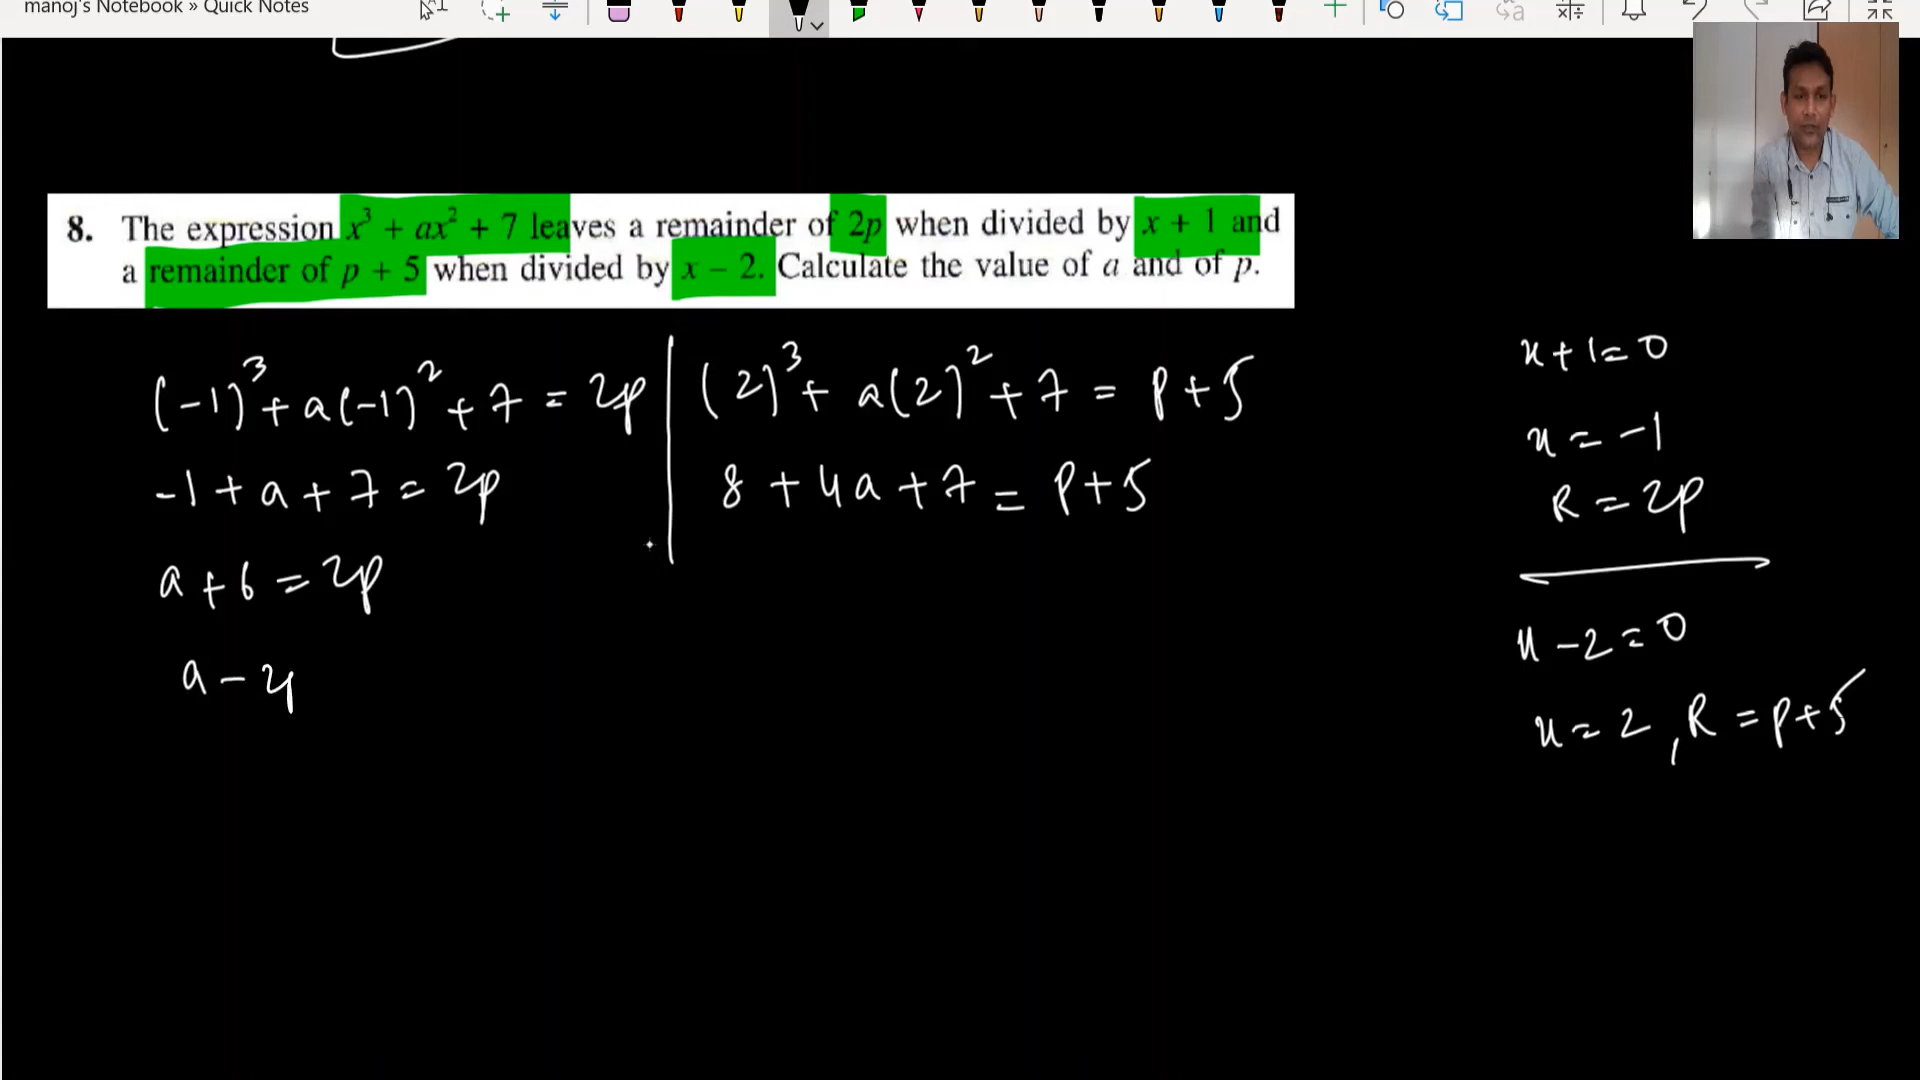 manoj's Notebook » Quick Notes
8. The expression x³ + ax² + 7 leaves a remainder of 2p when divided by x + 1 and
a remainder of p + 5 when divided by x – 2. Calculate the value of a and of p.
(-1)³ + a(-1)² + 7 = 2p
-1 + a + 7 = 2p
a + 6 = 2p
a - 2
(2)³ + a(2)² + 7 = p + 5
8 + 4a + 7 = p + 5
x + 1 = 0
x = -1
R = 2p
x - 2 = 0
x = 2, R = p + 5